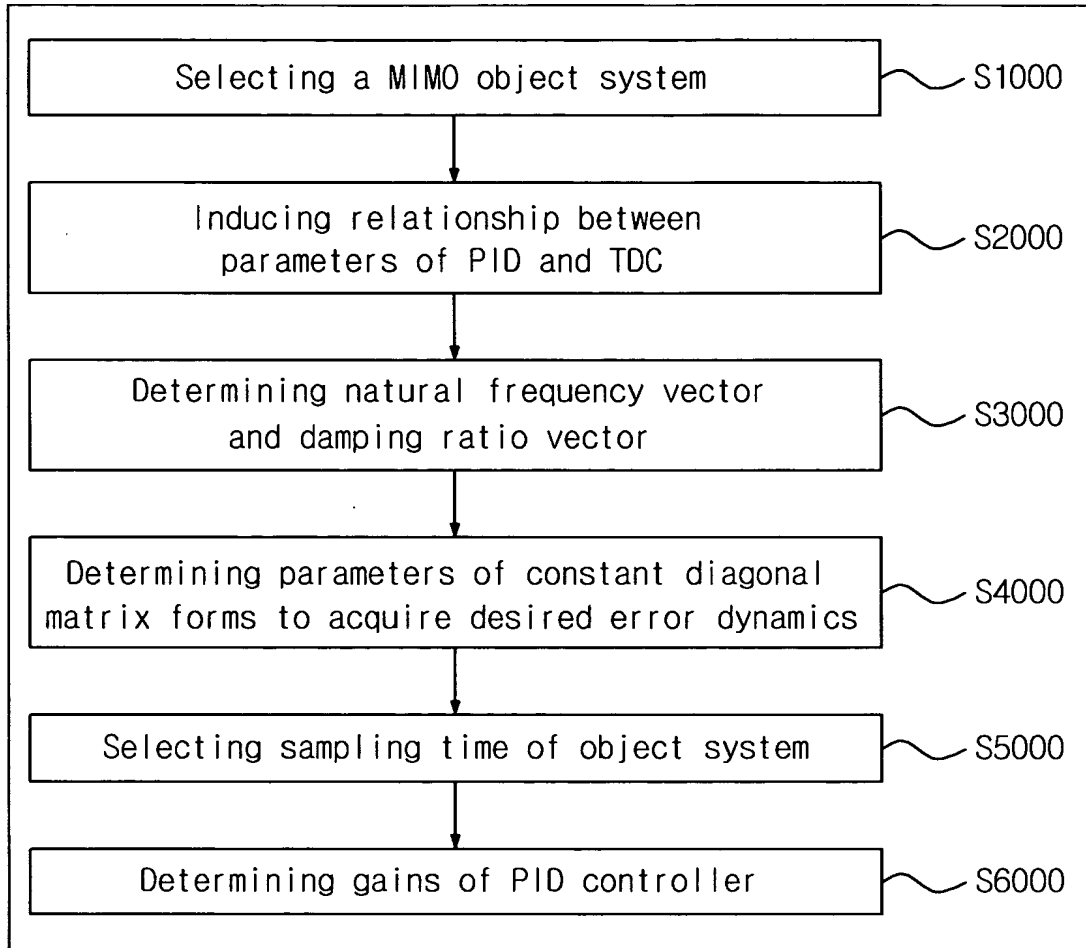 Selecting a MIMO object system
S1000
Inducing relationship between
parameters of PID and TDC
S2000
Determining natural frequency vector
and damping ratio vector
S3000
Determining parameters of constant diagonal
matrix forms to acquire desired error dynamics
S4000
Selecting sampling time of object system
S5000
Determining gains of PID controller
S6000